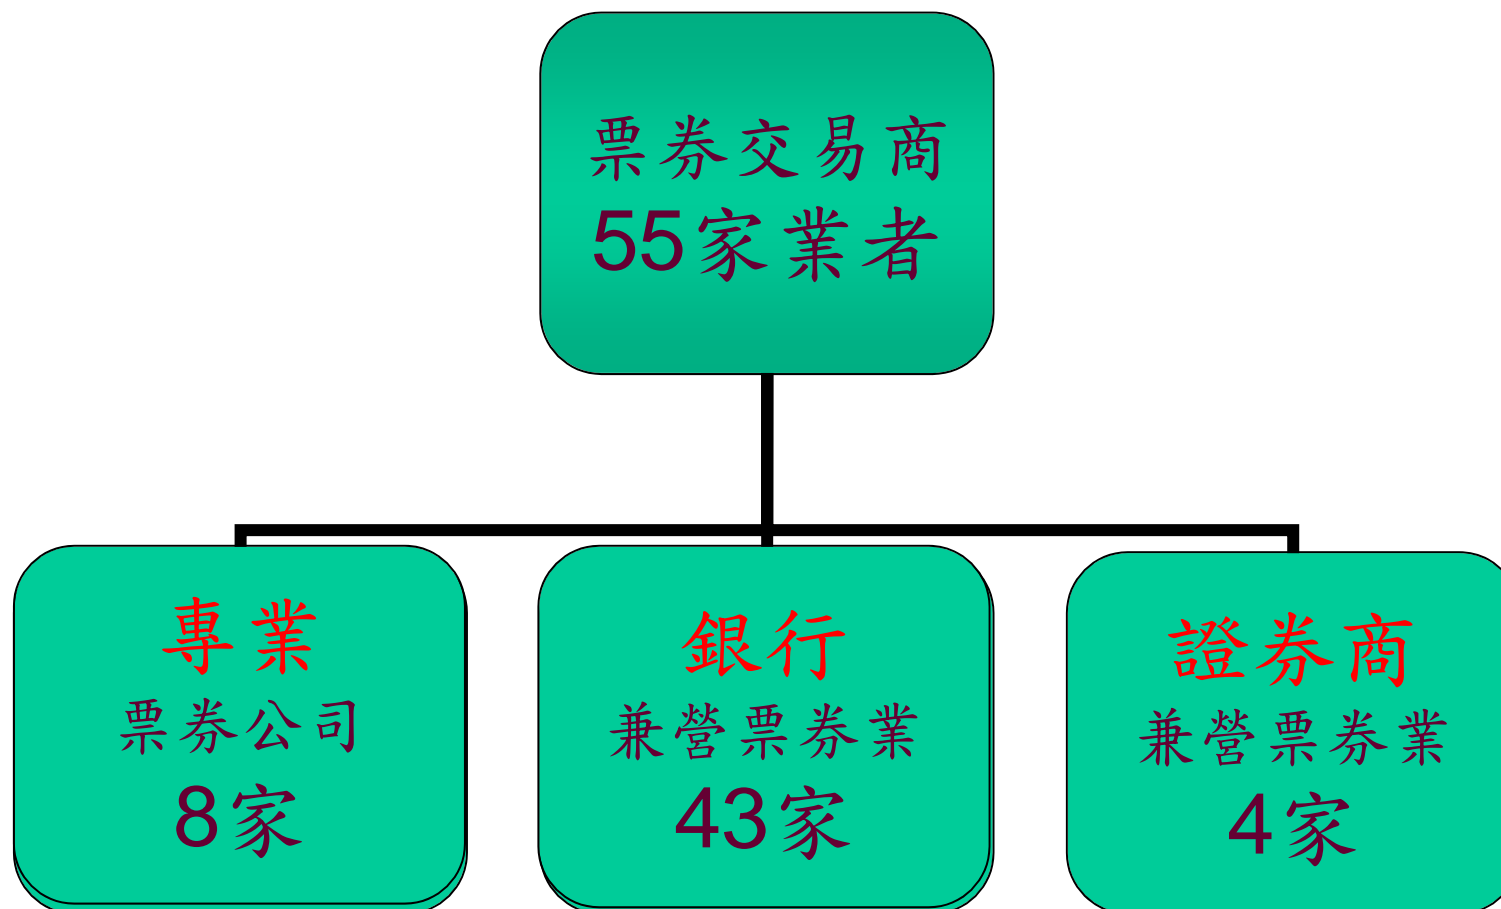 票券交易商
55家業者
專業
票券公司
8家
銀行
兼營票券業
43家
證券商
兼營票券業
4家